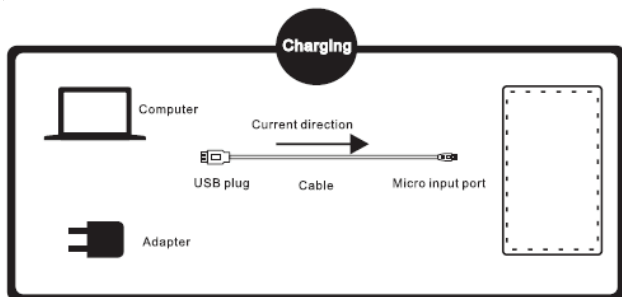 Charging
Computer
Current direction
USB plug
Cable
Micro input port
Adapter